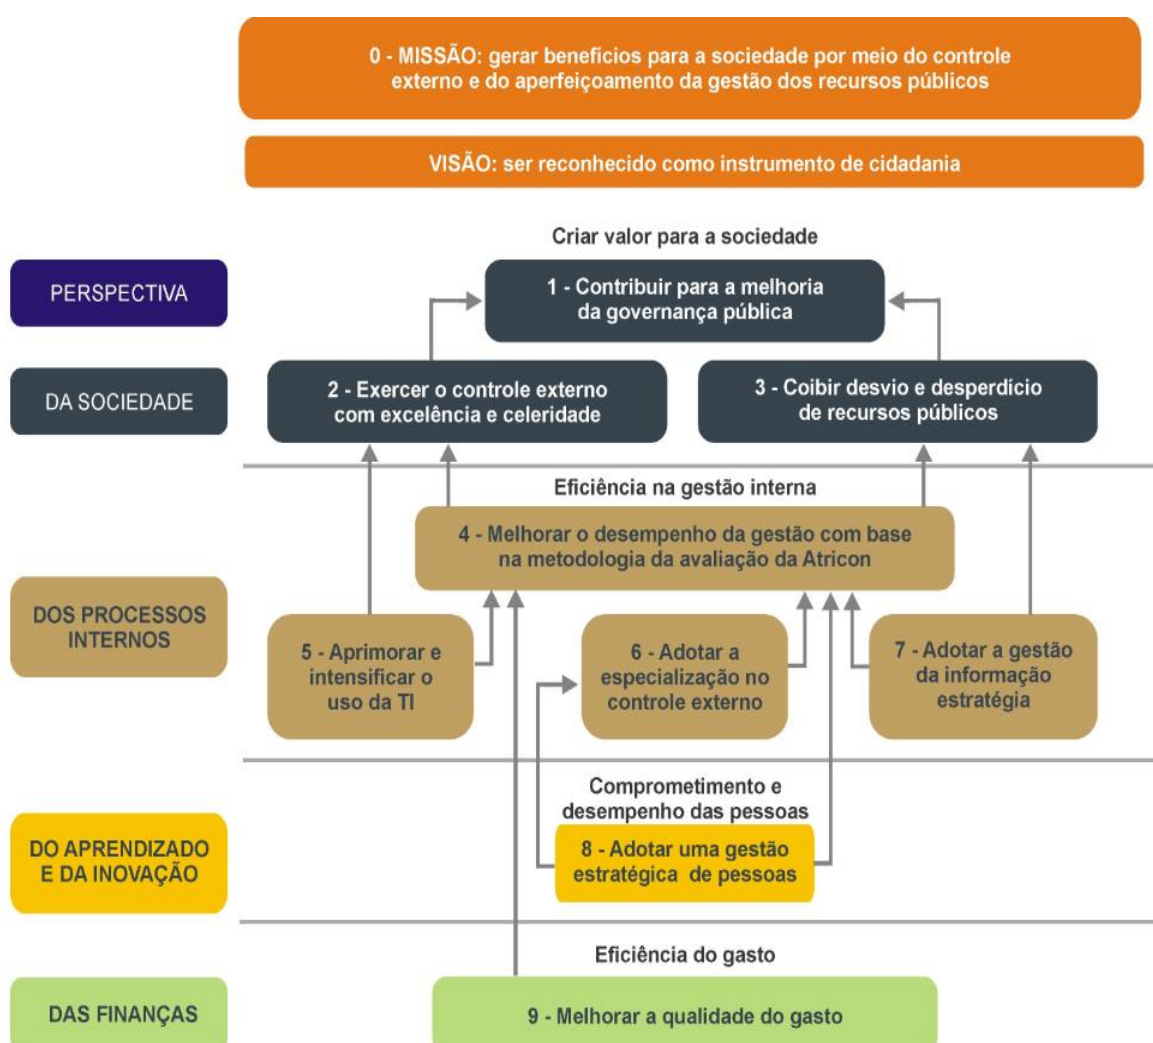 0 - MISSÃO: gerar benefícios para a sociedade por meio do controle
externo e do aperfeiçoamento da gestão dos recursos públicos
VISÃO: ser reconhecido como instrumento de cidadania
Criar valor para a sociedade
PERSPECTIVA
1 - Contribuir para a melhoria
da governança pública
DA SOCIEDADE
2 - Exercer o controle externo
com excelência e celeridade
3 - Coibir desvio e desperdício
de recursos públicos
Eficiência na gestão interna
4 - Melhorar o desempenho da gestão com base
na metodologia da avaliação da Atricon
DOS PROCESSOS
INTERNOS
5 - Aprimorar e
intensificar o
uso da TI
6 - Adotar a
especialização no
controle externo
7 - Adotar a gestão
da informação
estratégia
Comprometimento e
desempenho das pessoas
DO APRENDIZADO
E DA INOVAÇÃO
8 - Adotar uma gestão
estratégica de pessoas
Eficiência do gasto
DAS FINANÇAS
9 - Melhorar a qualidade do gasto